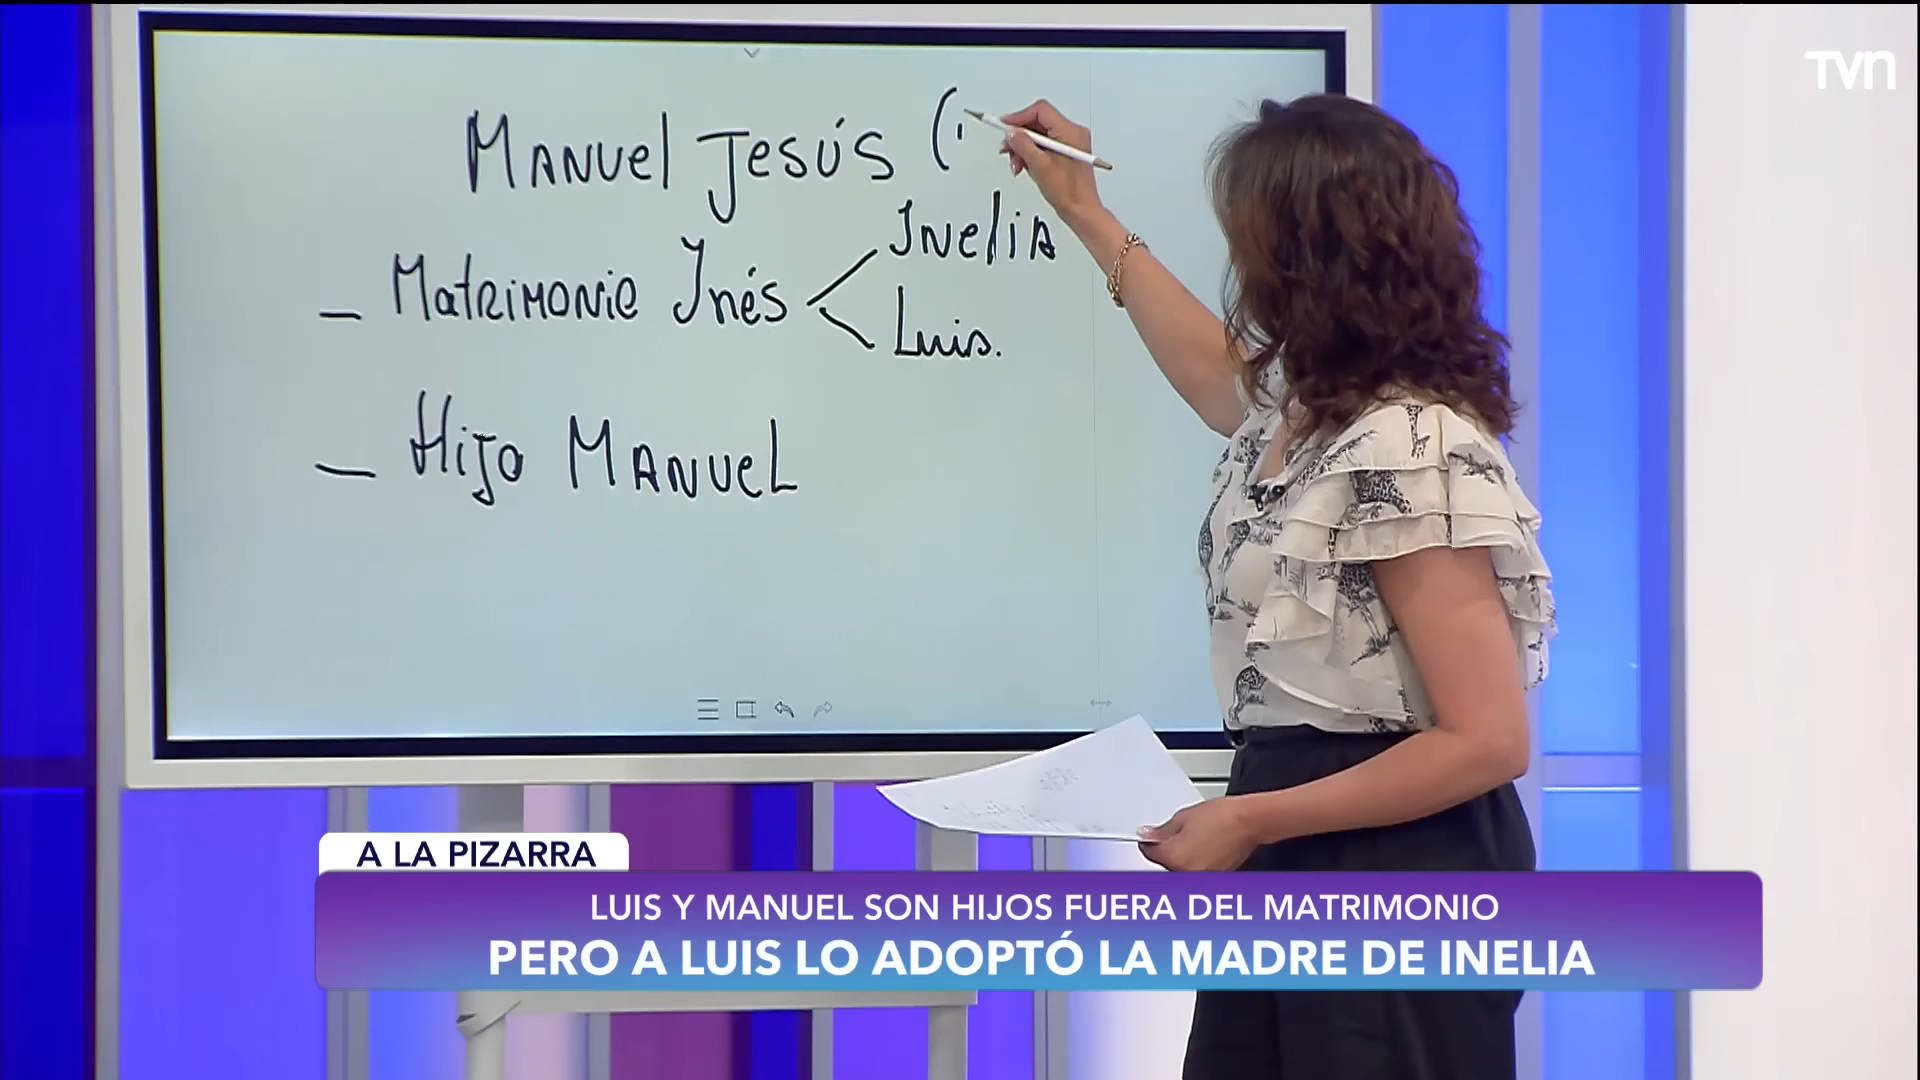 TVN
MANUEL JESÚS (
INELIA
– MATRIMONIO INÉS
LUIS.
– HIJO MANUEL
A LA PIZARRA
LUIS Y MANUEL SON HIJOS FUERA DEL MATRIMONIO
PERO A LUIS LO ADOPTÓ LA MADRE DE INELIA